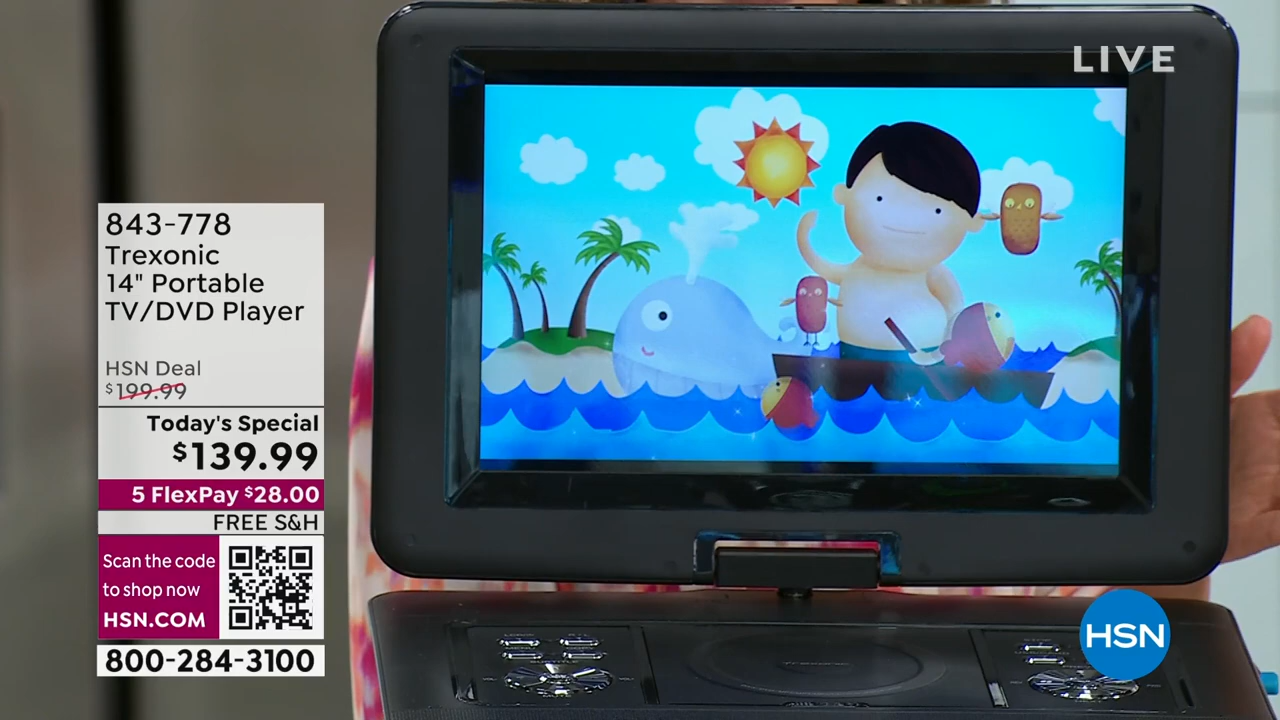 LIVE
843-778
Trexonic
14" Portable
TV/DVD Player
HSN Deal
$199.99
Today's Special
$139.99
5 FlexPay $28.00
FREE S&H
Scan the code
to shop now
HSN.COM
800-284-3100
HSN